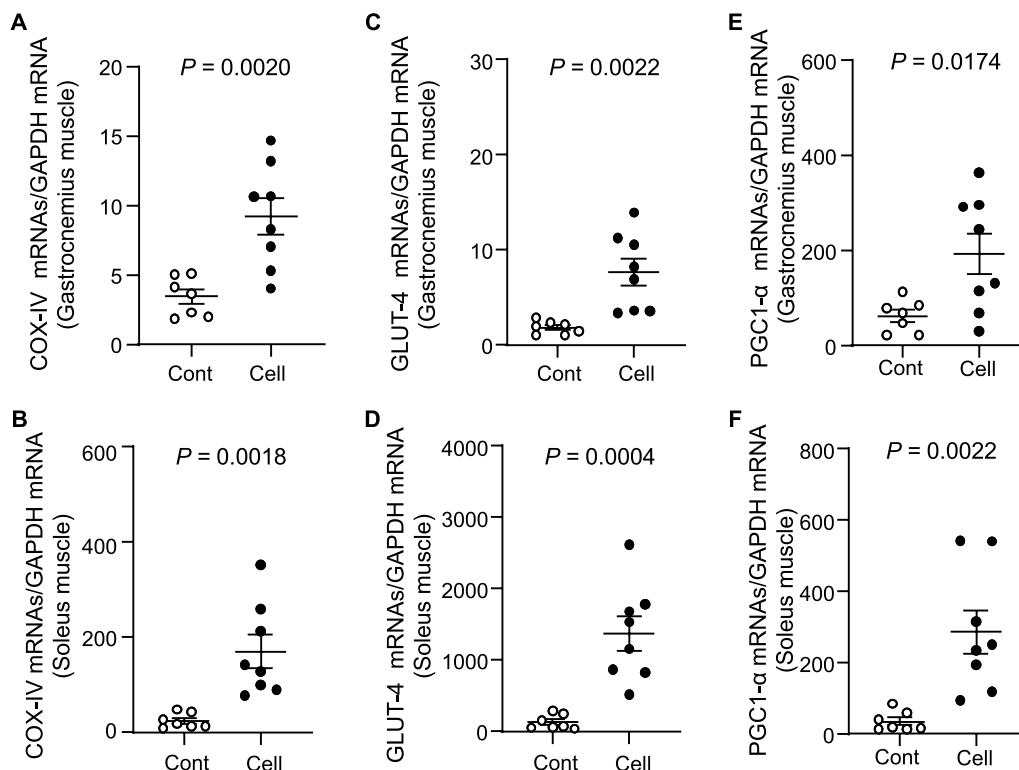 A
COX-IV mRNAs/GAPDH mRNA
(Gastrocnemius muscle)
P = 0.0020
20
15
10
5
0
Cont
Cell
C
GLUT-4 mRNAs/GAPDH mRNA
(Gastrocnemius muscle)
P = 0.0022
30
20
10
0
Cont
Cell
E
PGC1-α mRNAs/GAPDH mRNA
(Gastrocnemius muscle)
P = 0.0174
600
400
200
0
Cont
Cell
B
COX-IV mRNAs/GAPDH mRNA
(Soleus muscle)
P = 0.0018
600
400
200
0
Cont
Cell
D
GLUT-4 mRNAs/GAPDH mRNA
(Soleus muscle)
P = 0.0004
4000
3000
2000
1000
0
Cont
Cell
F
PGC1-α mRNAs/GAPDH mRNA
(Soleus muscle)
P = 0.0022
800
600
400
200
0
Cont
Cell